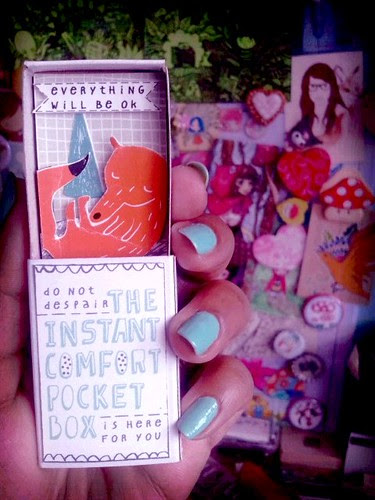 everything
will be ok
do not
despair THE
INSTANT
COMFORT
POCKET
BOX is here
for you